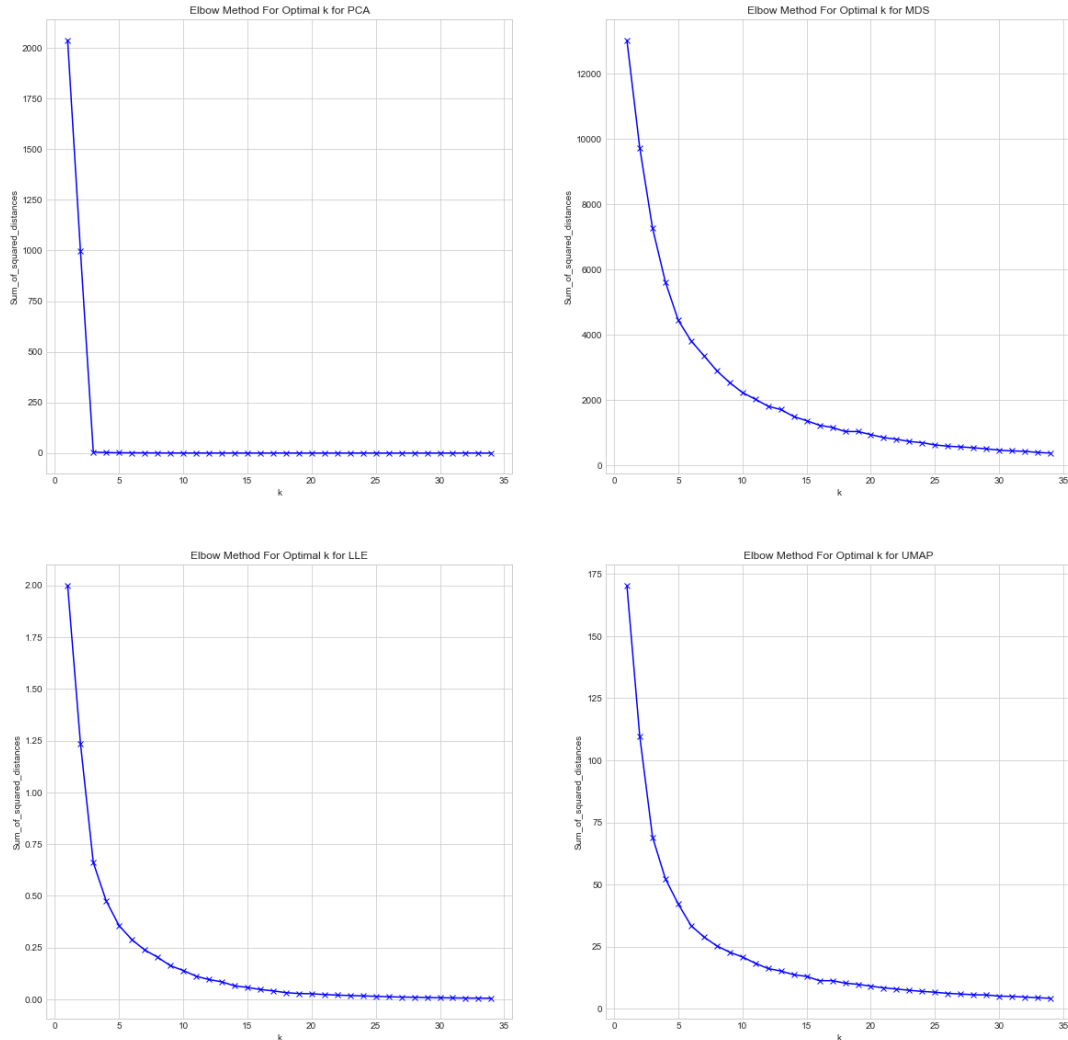 Elbow Method For Optimal k for PCA
2000
1750
1500
1250
1000
750
500
250
0
Sum_of_squared_distances
0 5 10 15 20 25 30 35
k
Elbow Method For Optimal k for MDS
12000
10000
8000
6000
4000
2000
0
Sum_of_squared_distances
0 5 10 15 20 25 30 35
k
Elbow Method For Optimal k for LLE
2.00
1.75
1.50
1.25
1.00
0.75
0.50
0.25
0.00
Sum_of_squared_distances
0 5 10 15 20 25 30 35
k
Elbow Method For Optimal k for UMAP
175
150
125
100
75
50
25
0
Sum_of_squared_distances
0 5 10 15 20 25 30 35
k